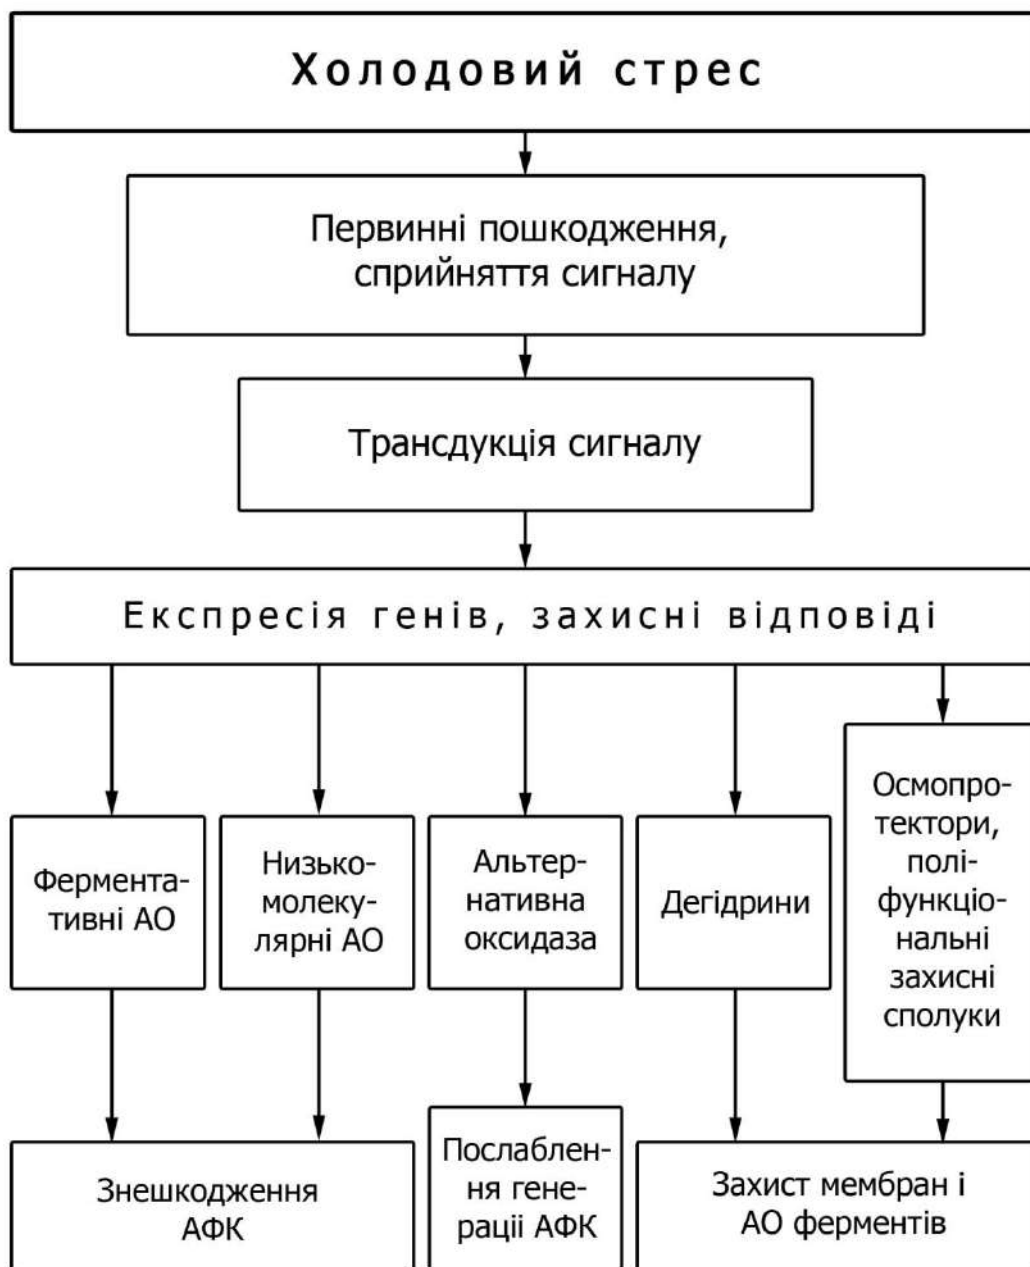 Холодовий стрес
Первинні пошкодження,
сприйняття сигналу
Трансдукція сигналу
Експресія генів, захисні відповіді
Фермента-
тивні АО
Низько-
молеку-
лярні АО
Альтер-
нативна
оксидаза
Дегідрини
Осмопро-
тектори,
полі-
функціо-
нальні
захисні
сполуки
Знешкодження
АФК
Послаблен-
ня гене-
рації АФК
Захист мембран і
АО ферментів